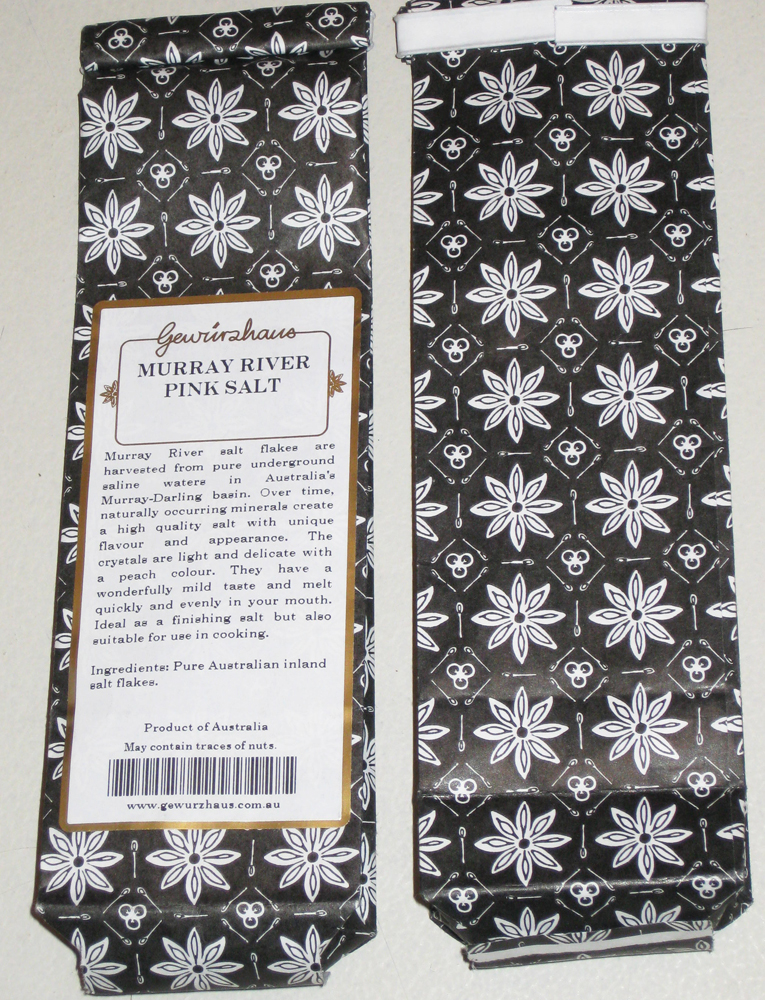 Gewürzhaus
MURRAY RIVER
PINK SALT
Murray River salt flakes are
harvested from pure underground
saline waters in Australia's
Murray-Darling basin. Over time,
naturally occurring minerals create
a high quality salt with unique
flavour and appearance. The
crystals are light and delicate with
a peach colour. They have a
wonderfully mild taste and melt
quickly and evenly in your mouth.
Ideal as a finishing salt but also
suitable for use in cooking.
Ingredients: Pure Australian inland
salt flakes.
Product of Australia
May contain traces of nuts.
www.gewurzhaus.com.au